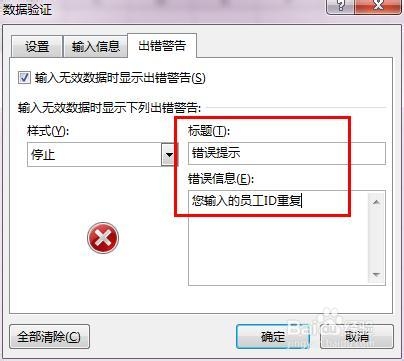 数据验证
设置 输入信息 出错警告
输入无效数据时显示出错警告(S)
输入无效数据时显示下列出错警告:
样式(Y): 标题(T):
停止 错误提示
错误信息(E):
您输入的员工ID重复
全部清除(C) 确定 取消
Baidu 经验